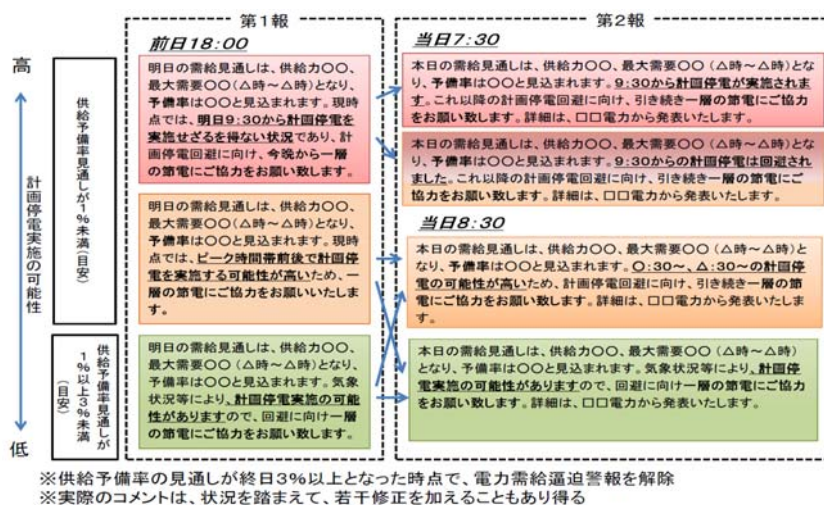 第1報
第2報
前日18:00
当日7:30
高
計画停電実施の可能性
低
供給予備率見通しが1%未満(目安)
供給予備率見通しが
1%以上3%未満
(目安)
明日の需給見通しは、供給力〇〇、
最大需要〇〇(△時~△時)となり、
予備率は〇〇と見込まれます。現時
点では、明日9:30から計画停電を
実施せざるを得ない状況であり、計
画停電回避に向け、今晩から一層
の節電にご協力をお願い致します。
明日の需給見通しは、供給力〇〇、
最大需要〇〇(△時~△時)となり、
予備率は〇〇と見込まれます。現時
点では、ピーク時間帯前後で計画停
電を実施する可能性が高いため、一
層の節電にご協力をお願いいたしま
す。
明日の需給見通しは、供給力〇〇、
最大需要〇〇(△時~△時)となり、
予備率は〇〇と見込まれます。気象
状況等により、計画停電実施の可能
性がありますので、回避に向け一層
の節電にご協力をお願い致します。
本日の需給見通しは、供給力〇〇、最大需要〇〇(△時~△時)とな
り、予備率は〇〇と見込まれます。9:30から計画停電が実施されま
す。これ以降の計画停電回避に向け、引き続き一層の節電にご協力
をお願い致します。詳細は、□□電力から発表いたします。
本日の需給見通しは、供給力〇〇、最大需要〇〇(△時~△時)とな
り、予備率は〇〇と見込まれます。9:30からの計画停電は回避され
ました。これ以降の計画停電回避に向け、引き続き一層の節電にご
協力をお願い致します。詳細は、□□電力から発表いたします。
当日8:30
本日の需給見通しは、供給力〇〇、最大需要〇〇(△時~△時)と
なり、予備率は〇〇と見込まれます。〇:30~、△:30~の計画停
電の可能性が高いため、計画停電回避に向け、引き続き一層の節
電にご協力をお願い致します。詳細は、□□電力から発表いたしま
す。
本日の需給見通しは、供給力〇〇、最大需要〇〇(△時~△時)
となり、予備率は〇〇と見込まれます。気象状況等により、計画停
電実施の可能性がありますので、回避に向け一層の節電にご協力
をお願い致します。詳細は、□□電力から発表いたします。
※供給予備率の見通しが終日3%以上となった時点で、電力需給逼迫警報を解除
※実際のコメントは、状況を踏まえて、若干修正を加えることもあり得る